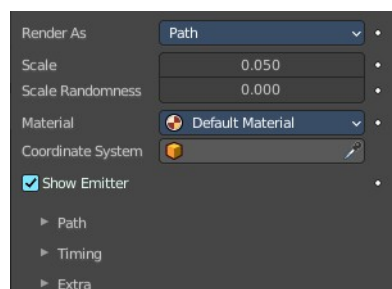 Render As Path
Scale 0.050
Scale Randomness 0.000
Material Default Material
Coordinate System
Show Emitter
Path
Timing
Extra